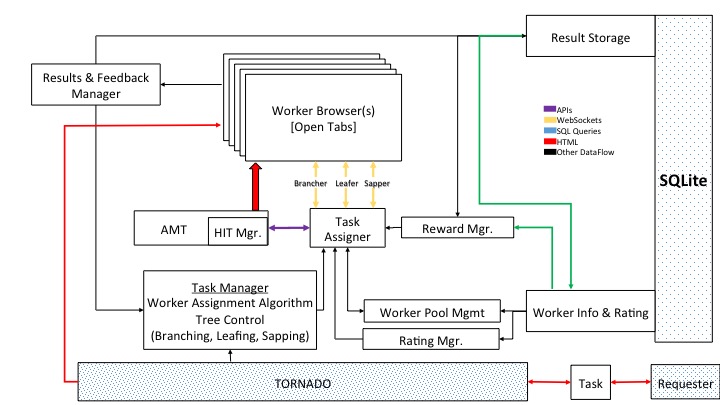 Result Storage
Results & Feedback
Manager
Worker Browser(s)
[Open Tabs]
APIs
WebSockets
SQL Queries
HTML
Other DataFlow
SQLite
Brancher
Leafer
Sapper
AMT
HIT Mgr.
Task
Assigner
Reward Mgr.
Task Manager
Worker Assignment Algorithm
Tree Control
(Branching, Leafing, Sapping)
Worker Pool Mgmt
Worker Info & Rating
Rating Mgr.
TORNADO
Task
Requester